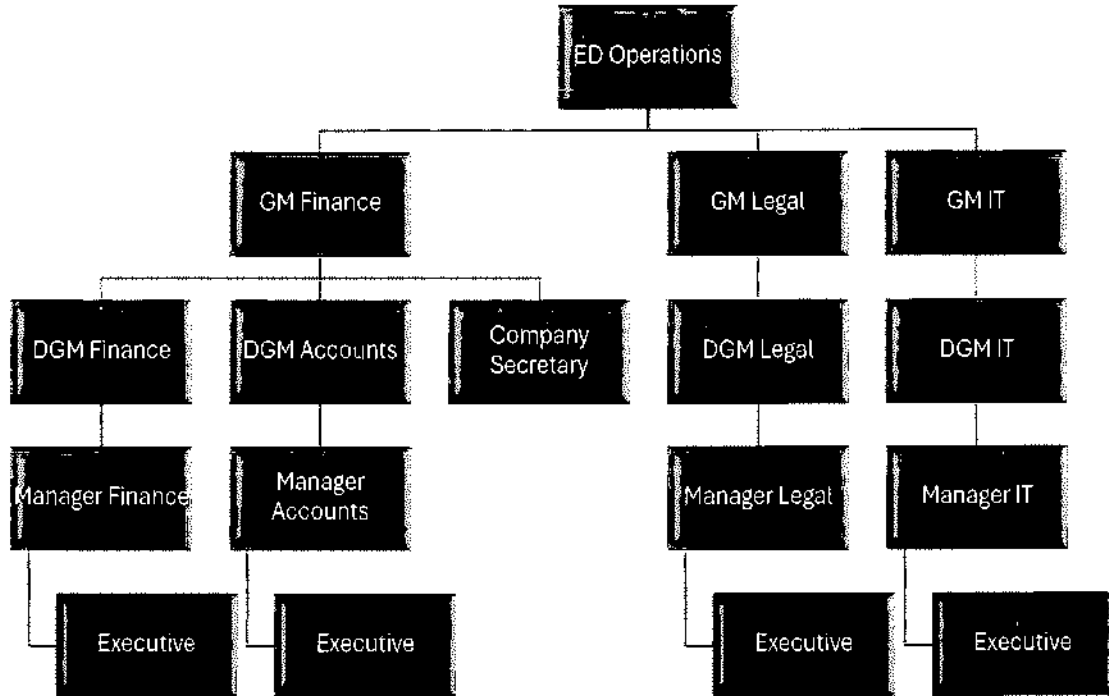 ED Operations
GM Finance
GM Legal
GM IT
DGM Finance
DGM Accounts
Company
Secretary
DGM Legal
DGM IT
Manager Finance
Manager
Accounts
Manager Legal
Manager IT
Executive
Executive
Executive
Executive